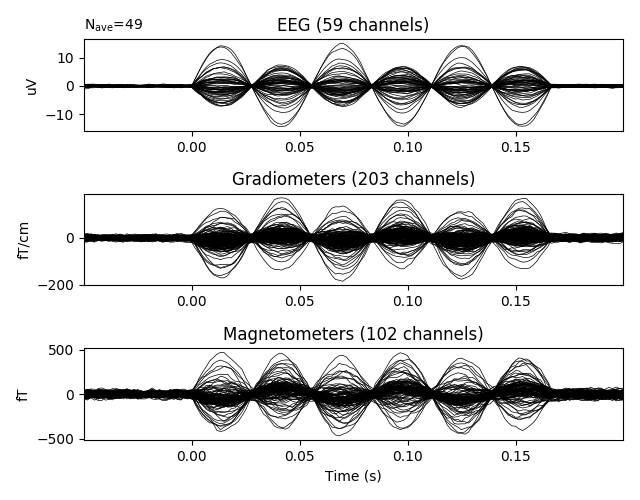 N_ave=49
EEG (59 channels)
10
0
−10
uV
0.00 0.05 0.10 0.15
Gradiometers (203 channels)
0
−200
fT/cm
0.00 0.05 0.10 0.15
Magnetometers (102 channels)
500
0
−500
fT
0.00 0.05 0.10 0.15
Time (s)